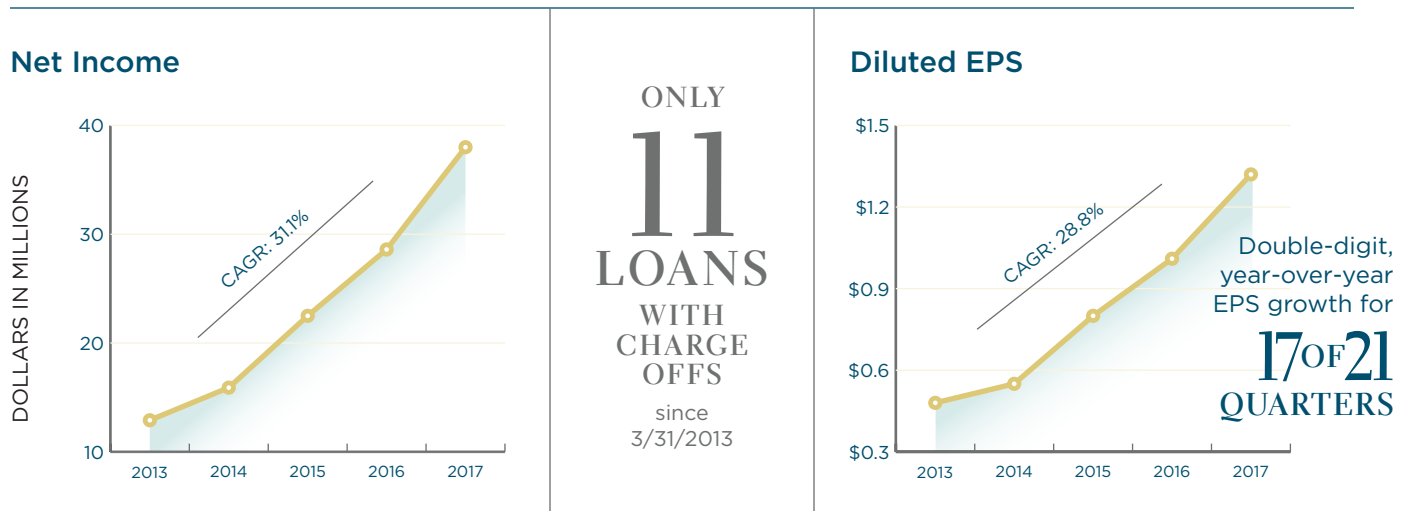 Net Income
DOLLARS IN MILLIONS
40
30
20
10
CAGR: 31.1%
2013 2014 2015 2016 2017
ONLY
11
LOANS
WITH
CHARGE
OFFS
since
3/31/2013
Diluted EPS
$1.5
$1.2
$0.9
$0.6
$0.3
CAGR: 28.8%
2013 2014 2015 2016 2017
Double-digit,
year-over-year
EPS growth for
17 OF 21
QUARTERS